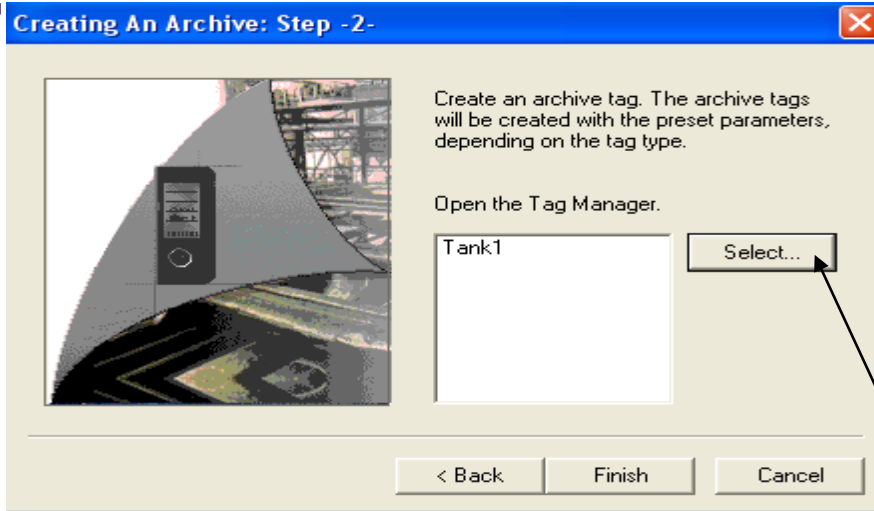 Creating An Archive: Step -2-
Create an archive tag. The archive tags
will be created with the preset parameters,
depending on the tag type.
Open the Tag Manager.
Tank1
Select...
< Back
Finish
Cancel